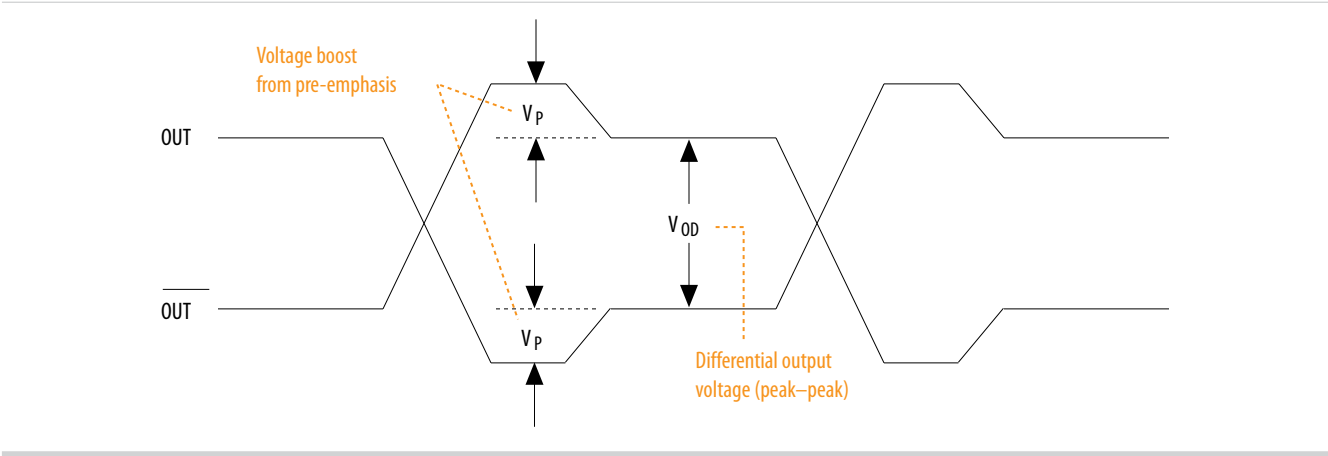 Voltage boost
from pre-emphasis
V P
OUT
V OD
OUT
V P
Differential output
voltage (peak–peak)